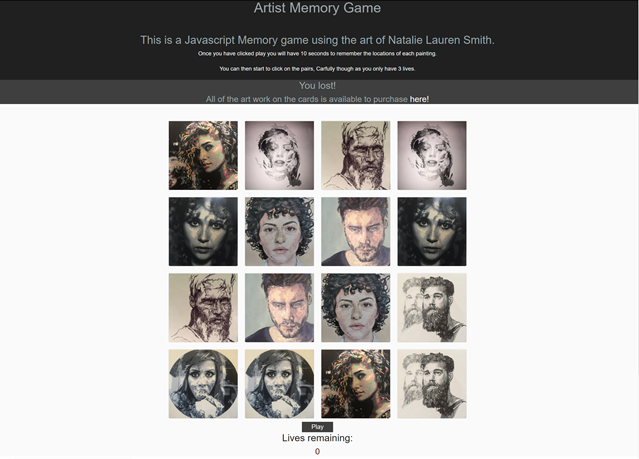 Artist Memory Game
This is a Javascript Memory game using the art of Natalie Lauren Smith.
Once you have clicked play you will have 10 seconds to remember the locations of each painting.
You can then start to click on the pairs, Carfully though as you only have 3 lives.
You lost!
All of the art work on the cards is available to purchase here!
Play
Lives remaining:
0